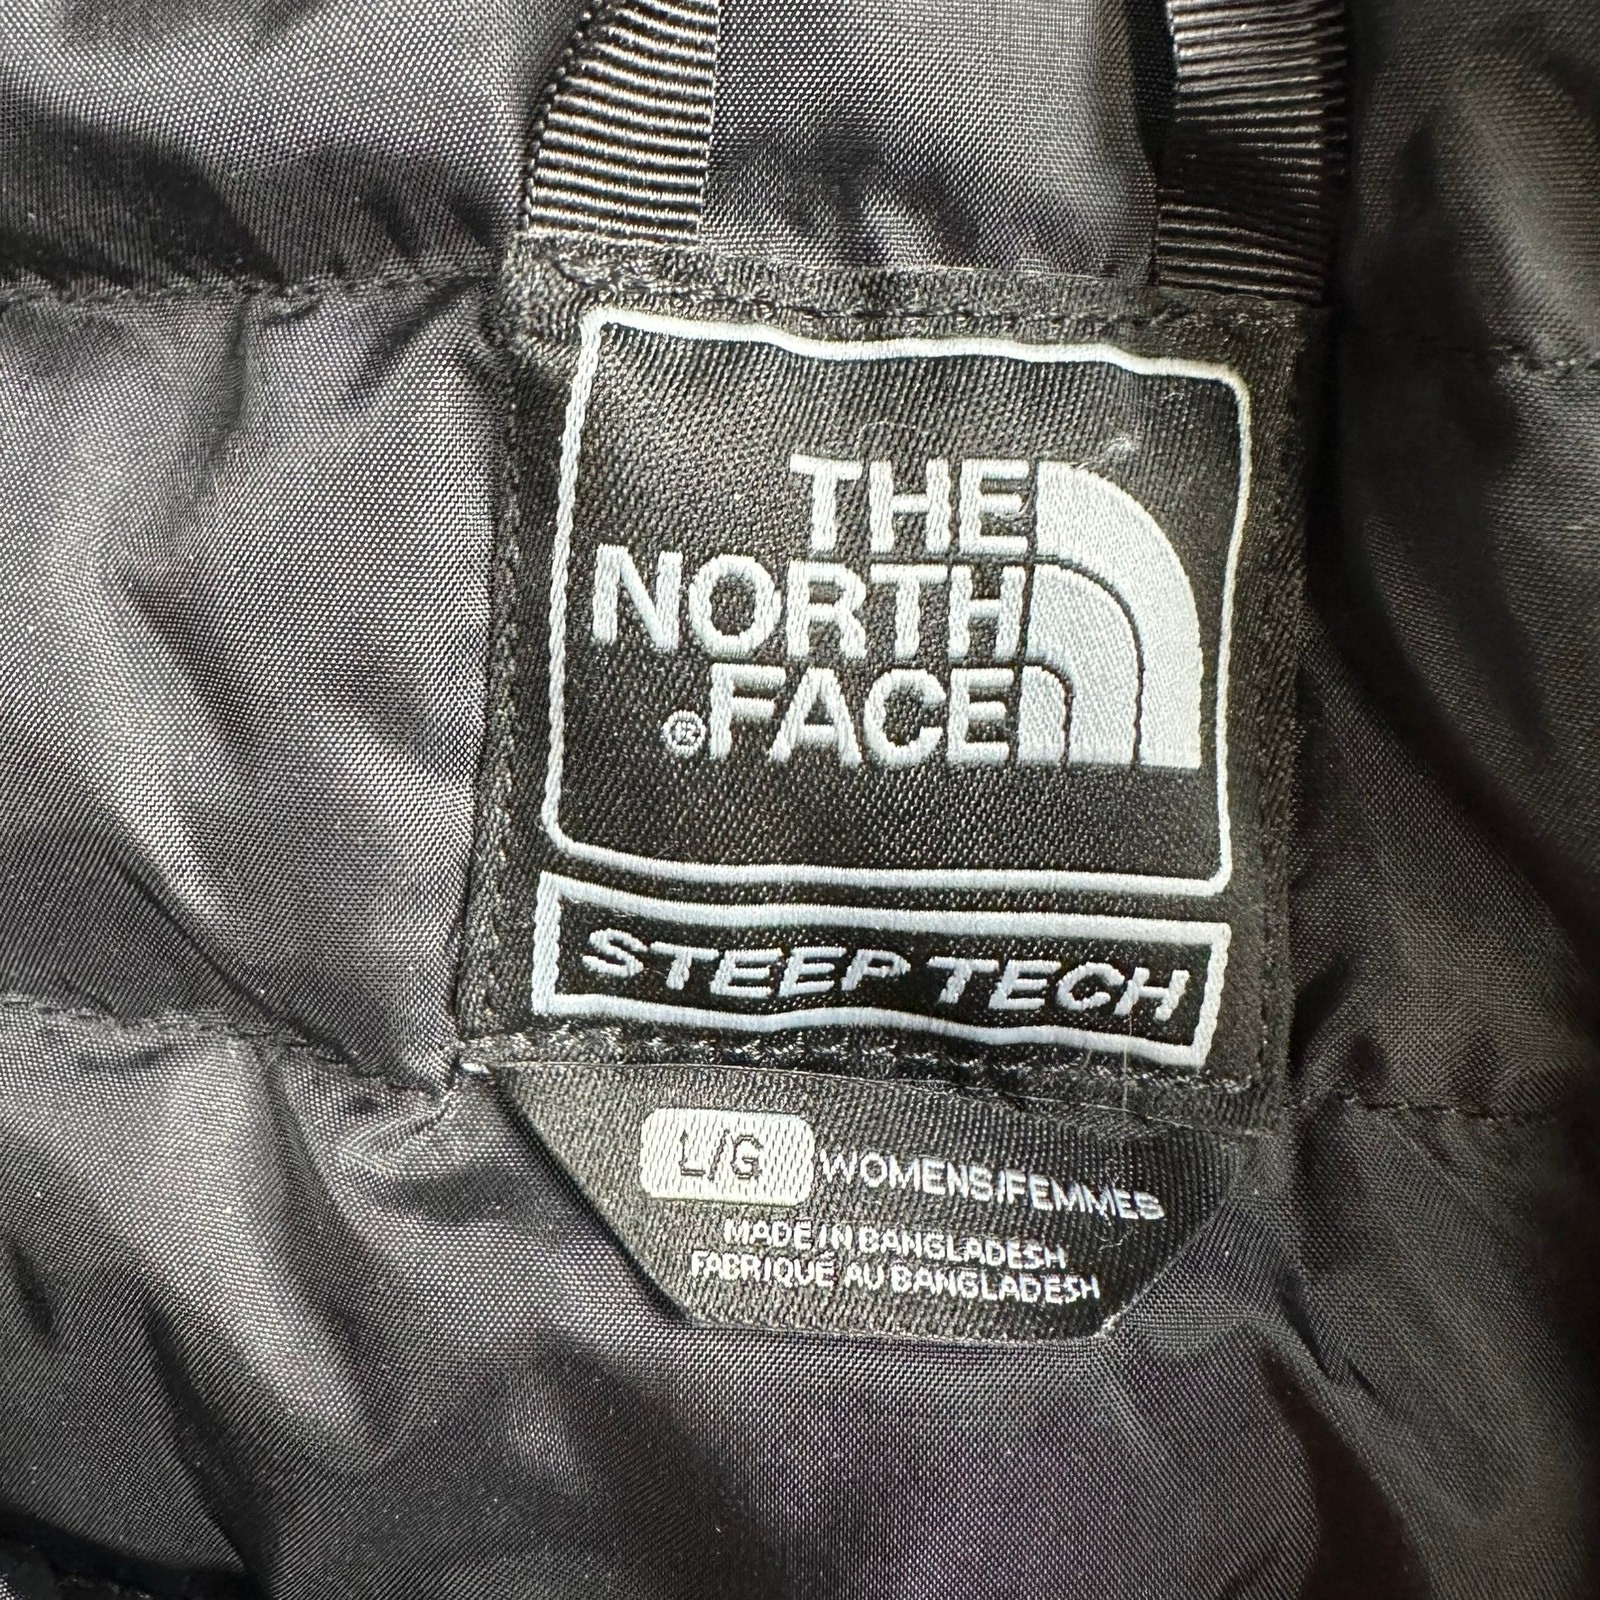 THE
NORTH
®FACE
STEEP TECH
L/G WOMENS/FEMMES
MADE IN BANGLADESH
FABRIQUÉ AU BANGLADESH